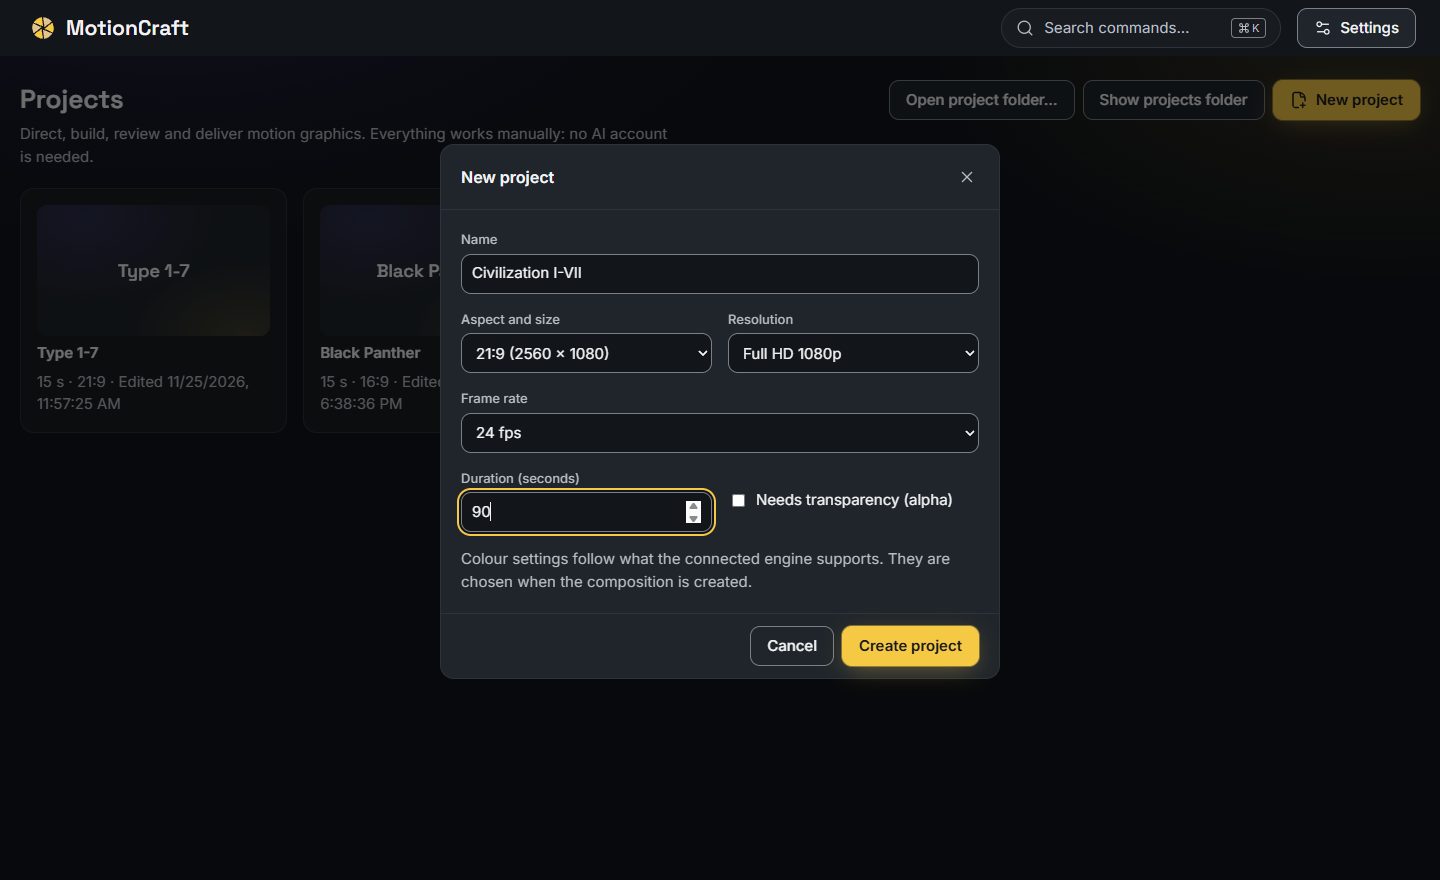 MotionCraft
Search commands...
⌘ K
Settings
Projects
Open project folder...
Show projects folder
New project
Direct, build, review and deliver motion graphics. Everything works manually: no AI account
is needed.
Type 1-7
Type 1-7
15 s · 21:9 · Edited 11/25/2026,
11:57:25 AM
Black P
Black Panther
15 s · 16:9 · Edite
6:38:36 PM
New project
Name
Civilization I-VII
Aspect and size
Resolution
21:9 (2560 × 1080)
Full HD 1080p
Frame rate
24 fps
Duration (seconds)
90
Needs transparency (alpha)
Colour settings follow what the connected engine supports. They are
chosen when the composition is created.
Cancel
Create project